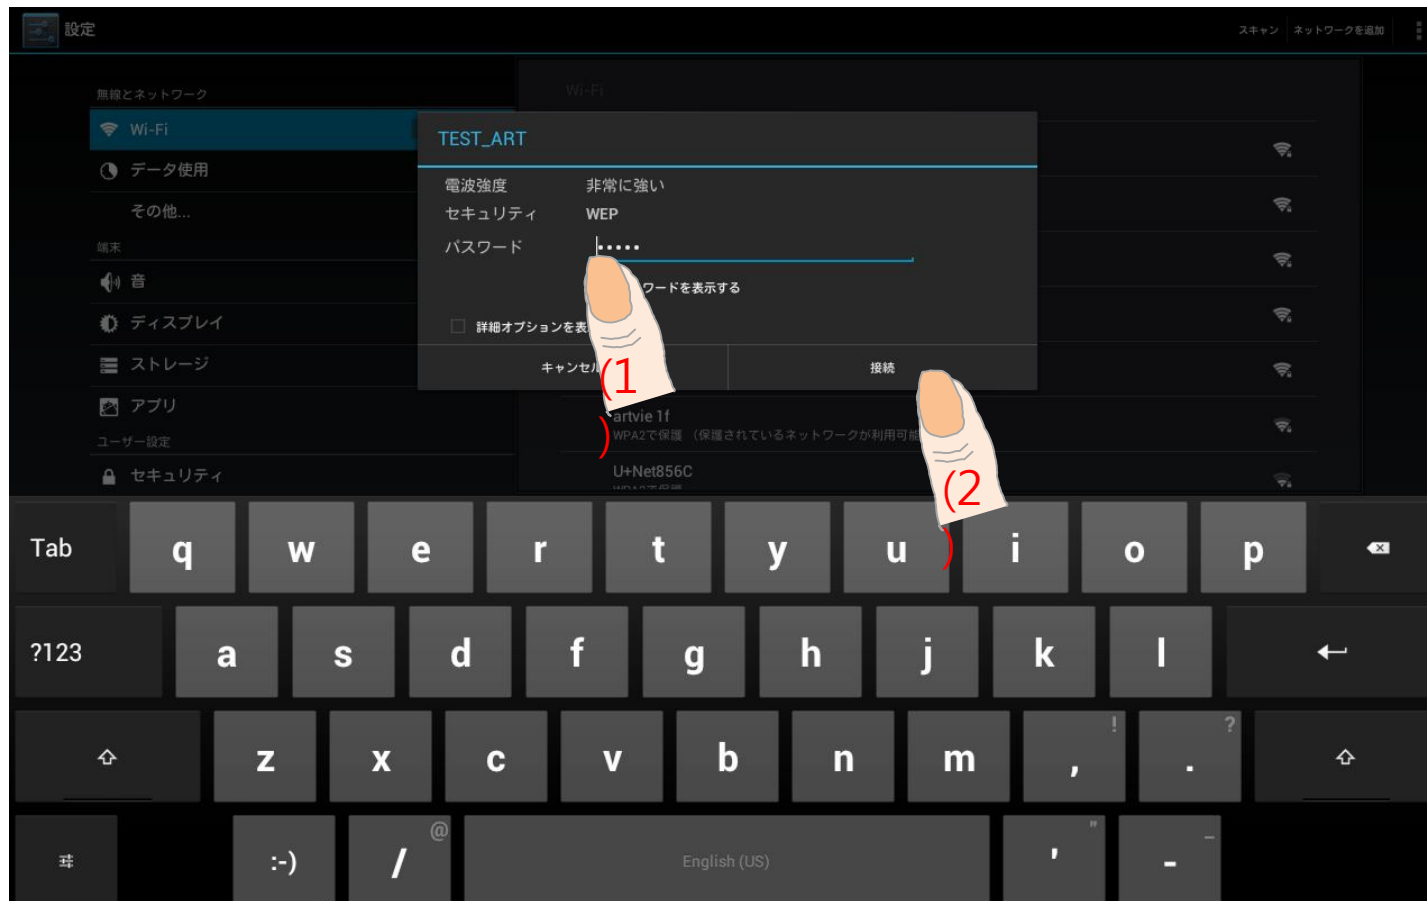 設定
スキャン ネットワークを追加
無線とネットワーク
Wi-Fi
データ使用
その他...
端末
音
ディスプレイ
ストレージ
アプリ
ユーザー設定
セキュリティ
Wi-Fi
TEST_ART
電波強度 非常に強い
セキュリティ WEP
パスワード •••••
ワードを表示する
詳細オプションを表
キャンセル 接続
(1
)
(2
)
artvie 1f
WPA2で保護 (保護されているネットワークが利用可能
U+Net856C
WPA2で保護
Tab q w e r t y u i o p
?123 a s d f g h j k l
z x c v b n m , ! . ?
:-) / @ English (US) ' " - _